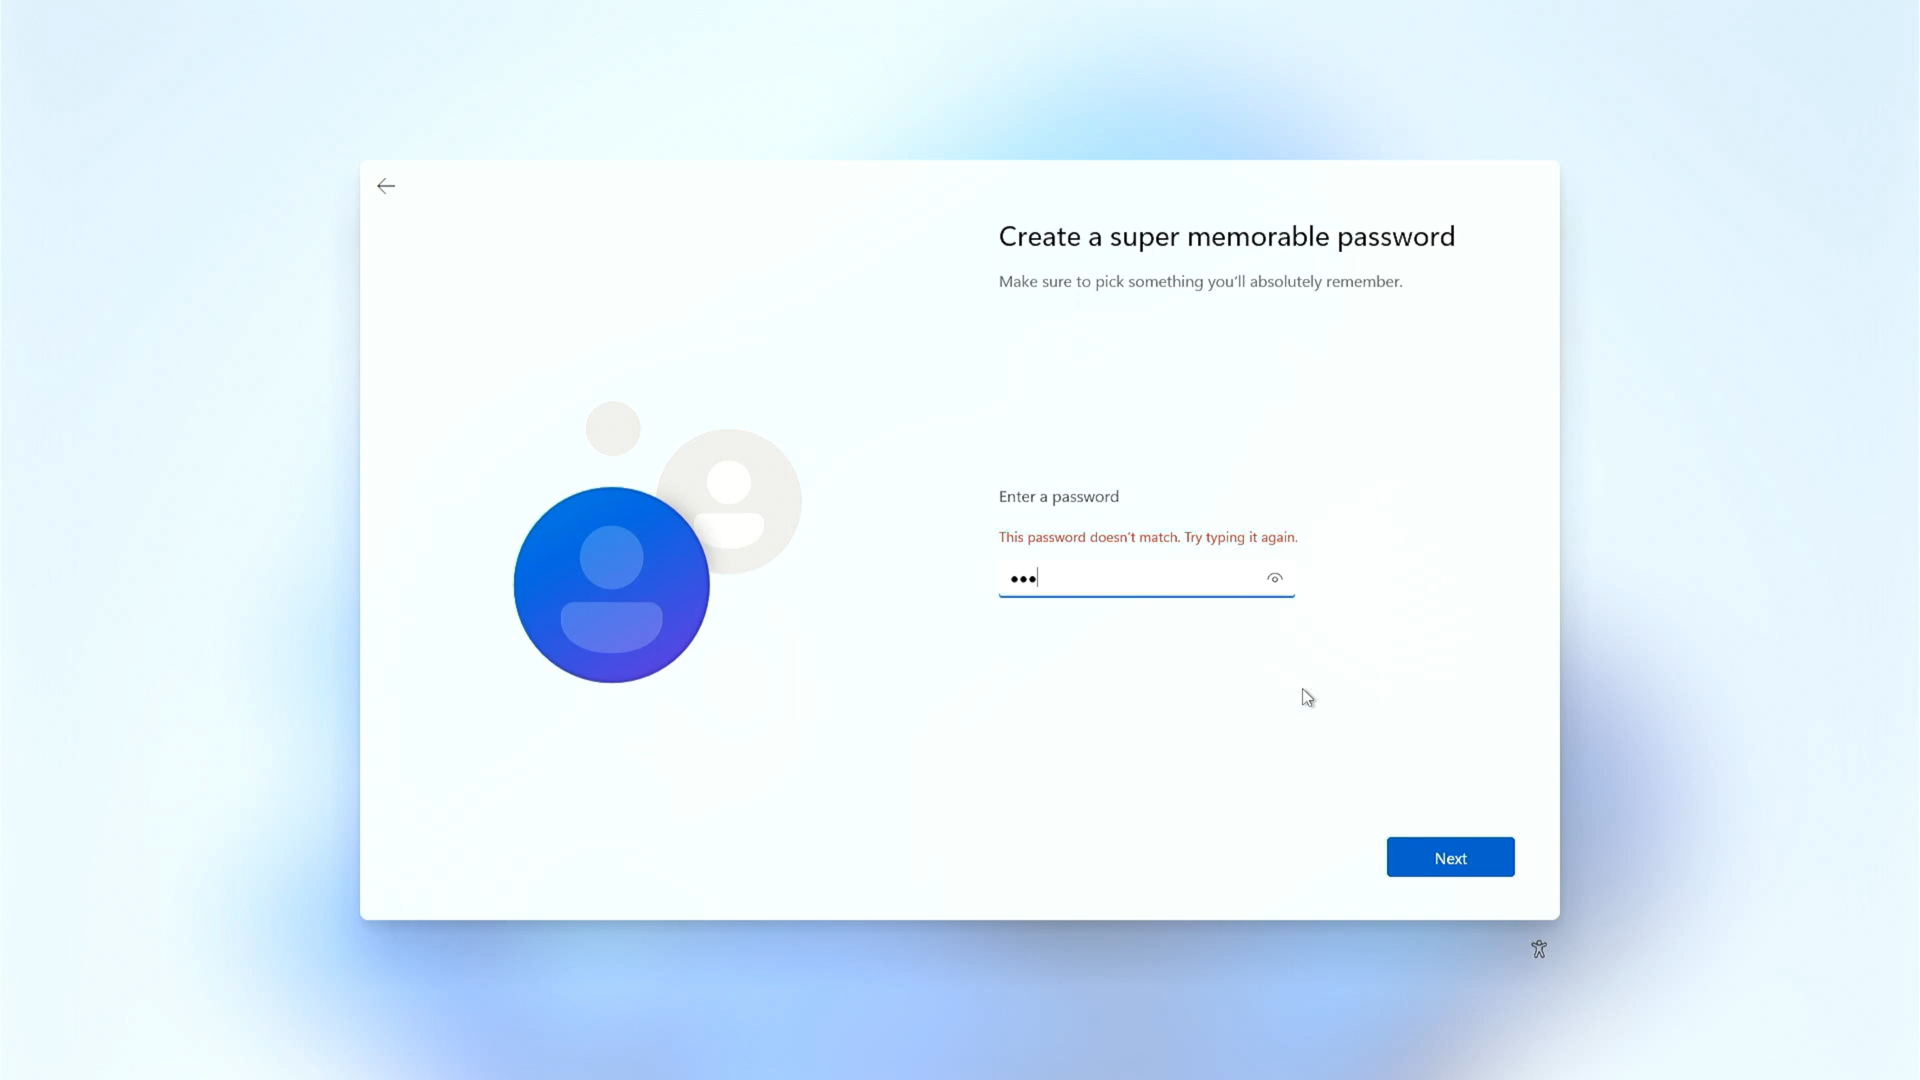 Create a super memorable password
Make sure to pick something you'll absolutely remember.
Enter a password
This password doesn't match. Try typing it again.
•••
Next